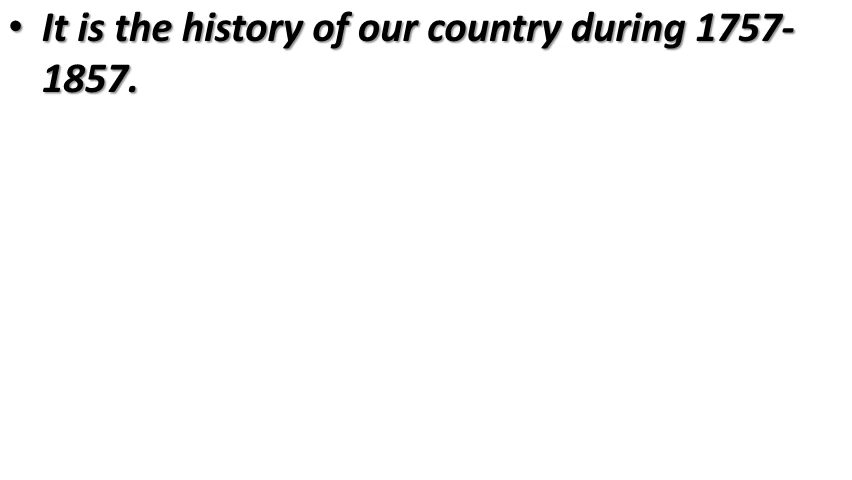 • It is the history of our country during 1757-
1857.